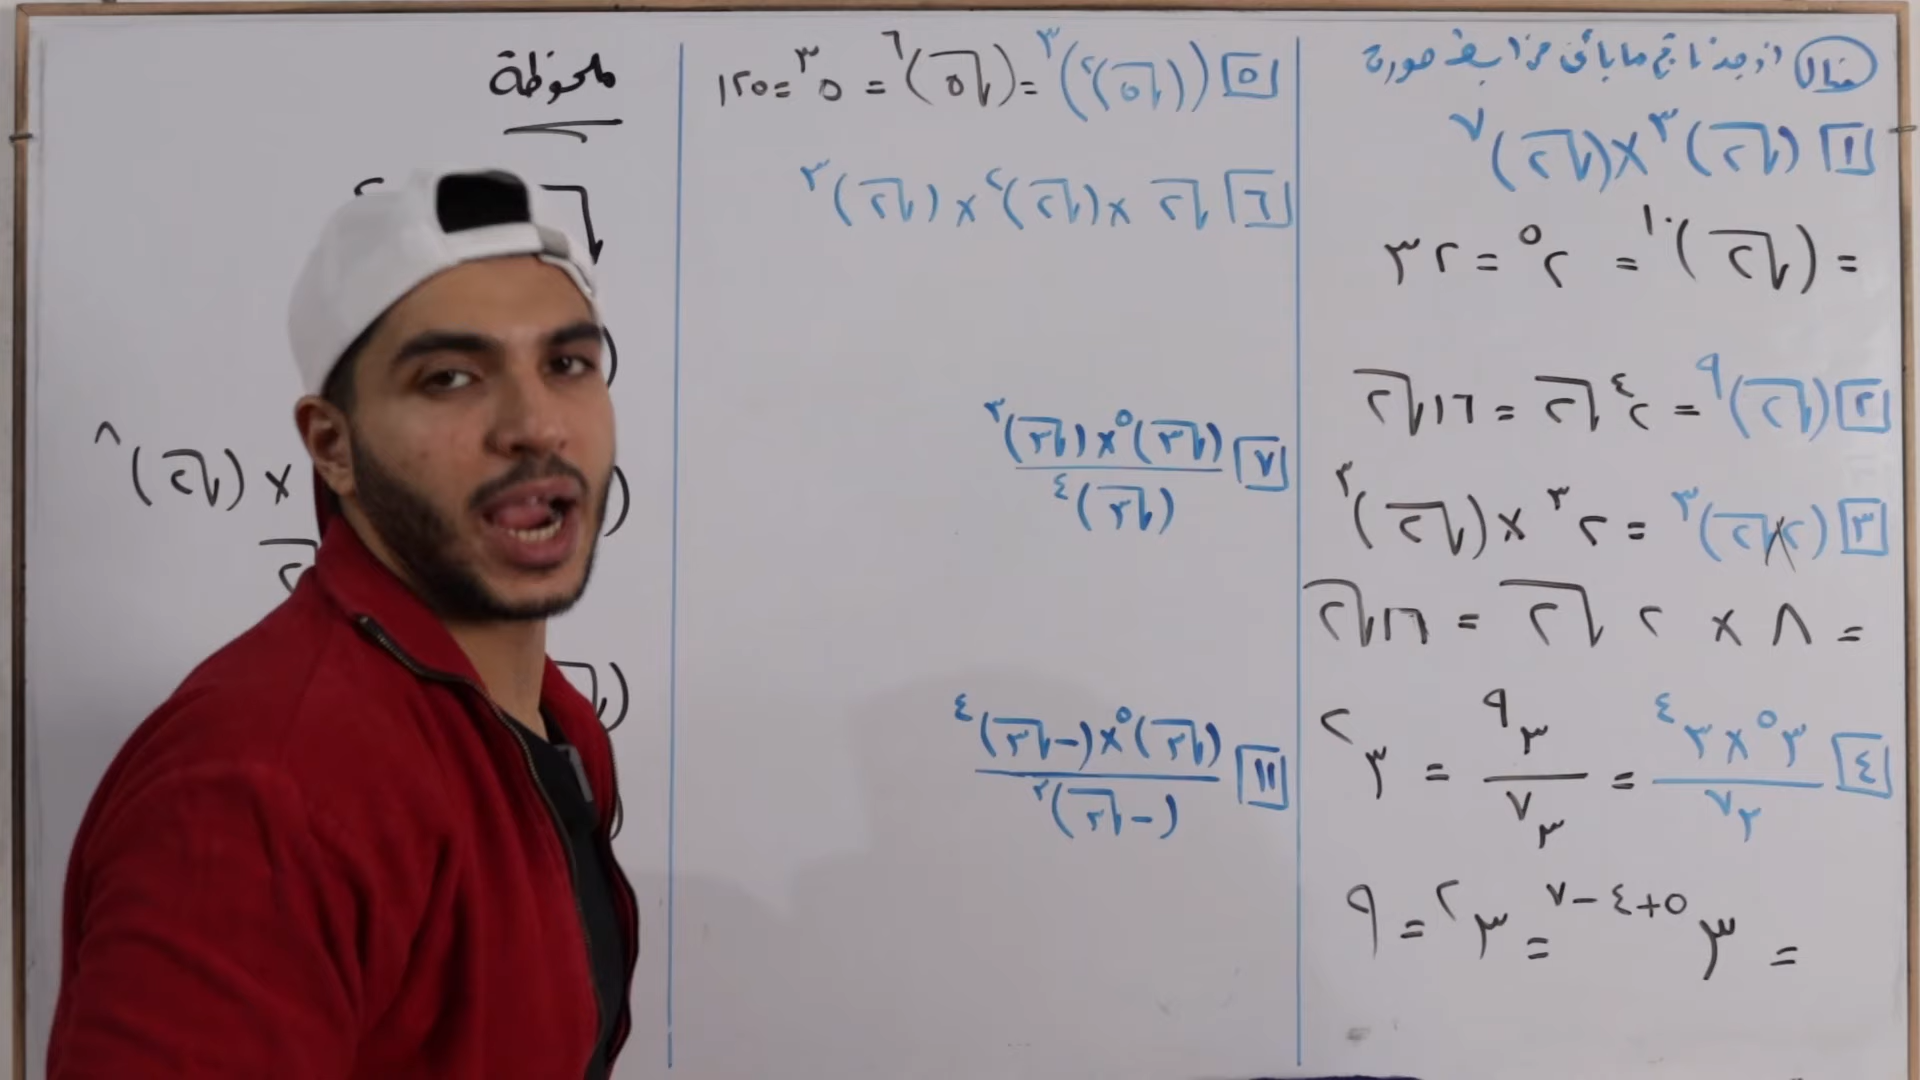 مثال أوجد ناتج ما يأتى فى أبسط صورة
[١] (√٢)^٣ × (√٢)^٧
= (√٢)^١٠ = ٢^٥ = ٣٢
[٢] (√٢)^٩ = ٢^٤ √٢ = ١٦√٢
[٣] (٢√٢)^٣ = ٢^٣ × (√٢)^٣
= ٨ × ٢√٢ = ١٦√٢
[٤] (٣^٥ × ٣^٤) / ٣^٧ = ٣^٩ / ٣^٧ = ٣^٢
= ٣^(٥+٤-٧) = ٣^٢ = ٩
[٥] ((√٥)^٢)^٣ = (√٥)^٦ = ٥^٣ = ١٢٥
[٦] √٢ × (√٢)^٢ × (√٢)^٣
[٧] ((√٣)^٥ × (√٣)^٣) / (√٣)^٤
[١١] ((√٣)^٥ × (-√٣)^٤) / (-√٣)^٢
ملحوظة
× (√٢)^٨